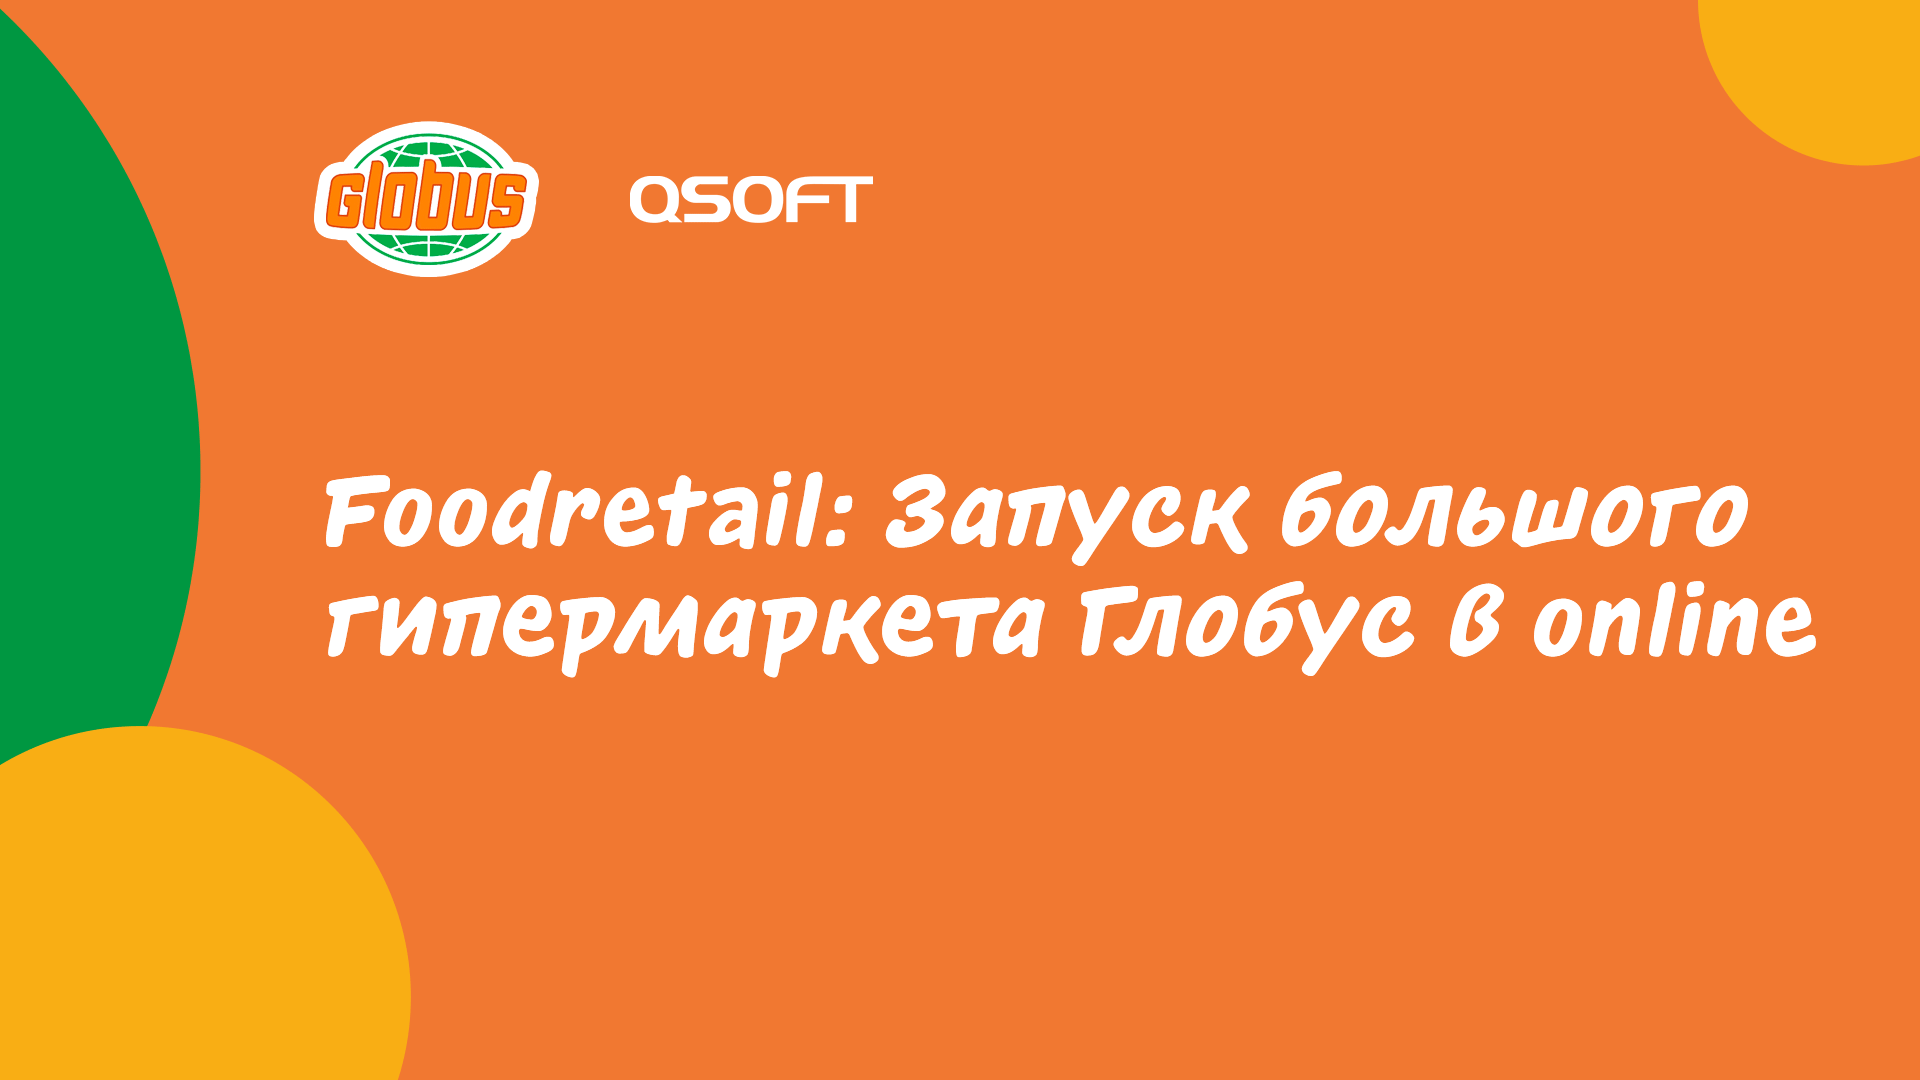 Globus
QSOFT
Foodretail: Запуск большого
гипермаркета Глобус в online